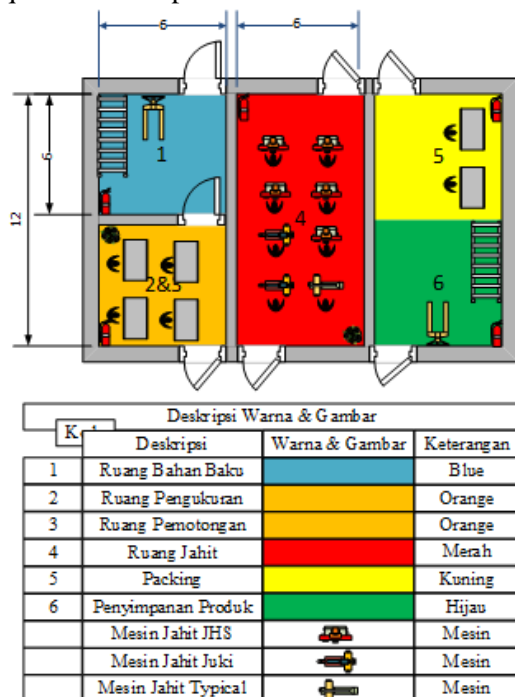 6
6
1
5
6
12
4
2&3
6
Deskripsi Warna & Gambar
Deskripsi Warna & Gambar Keterangan
1 Ruang Bahan Baku Blue
2 Ruang Pengukuran Orange
3 Ruang Pemotongan Orange
4 Ruang Jahit Merah
5 Packing Kuning
6 Penyimpanan Produk Hijau
Mesin Jahit JHS Mesin
Mesin Jahit Juki Mesin
Mesin Jahit Typical Mesin